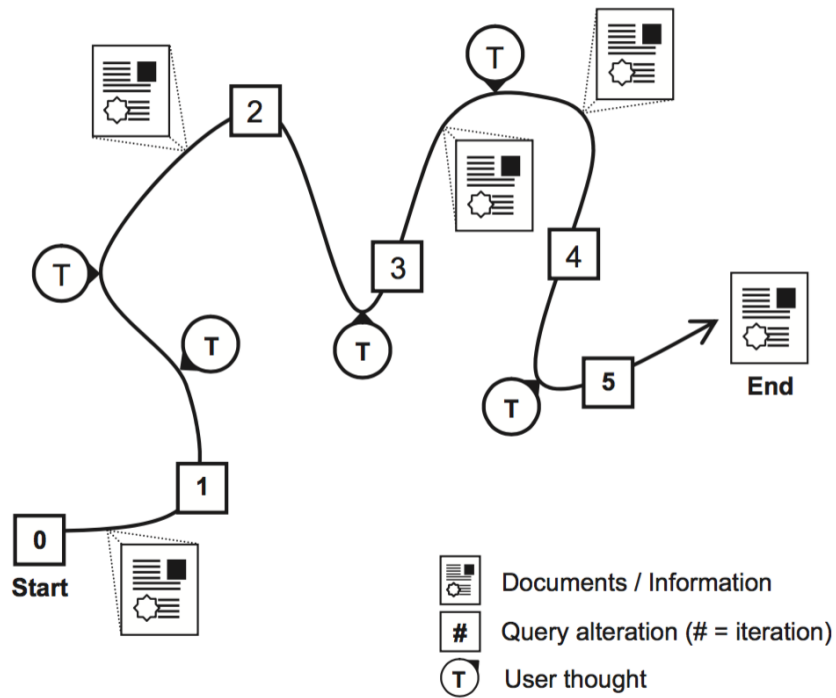 T
2
T
3
4
T
T
T
5
End
1
0
Start
Documents / Information
# Query alteration (# = iteration)
T User thought